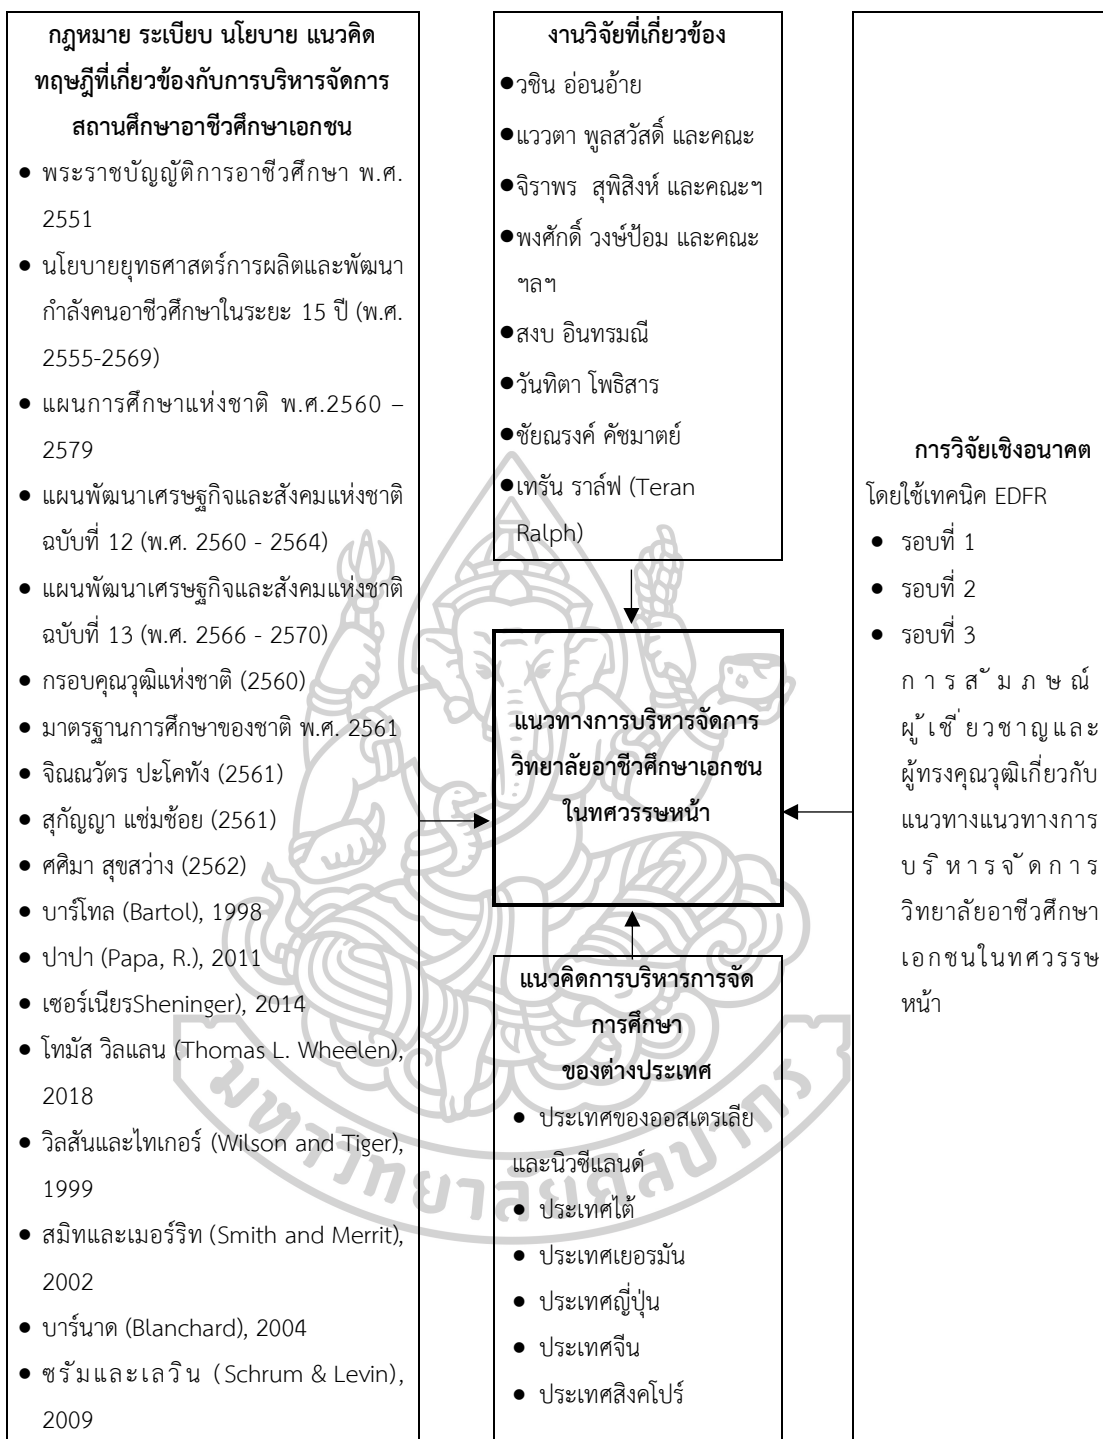 กฎหมาย ระเบียบ นโยบาย แนวคิด
ทฤษฎีที่เกี่ยวข้องกับการบริหารจัดการ
สถานศึกษาอาชีวศึกษาเอกชน
● พระราชบัญญัติการอาชีวศึกษา พ.ศ.
2551
● นโยบายยุทธศาสตร์การผลิตและพัฒนา
กำลังคนอาชีวศึกษาในระยะ 15 ปี (พ.ศ.
2555-2569)
● แผนการศึกษาแห่งชาติ พ.ศ.2560 –
2579
● แผนพัฒนาเศรษฐกิจและสังคมแห่งชาติ
ฉบับที่ 12 (พ.ศ. 2560 - 2564)
● แผนพัฒนาเศรษฐกิจและสังคมแห่งชาติ
ฉบับที่ 13 (พ.ศ. 2566 - 2570)
● กรอบคุณวุฒิแห่งชาติ (2560)
● มาตรฐานการศึกษาของชาติ พ.ศ. 2561
● จิณณวัตร ปะโคทัง (2561)
● สุกัญญา แช่มช้อย (2561)
● ศศิมา สุขสว่าง (2562)
● บาร์โทล (Bartol), 1998
● ปาปา (Papa, R.), 2011
● เซอร์เนียรSheninger), 2014
● โทมัส วิลแลน (Thomas L. Wheelen),
2018
● วิลสันและไทเกอร์ (Wilson and Tiger),
1999
● สมิทและเมอร์ริท (Smith and Merrit),
2002
● บาร์นาด (Blanchard), 2004
● ซรัมและเลวิน (Schrum & Levin),
2009
งานวิจัยที่เกี่ยวข้อง
●วชิน อ่อนอ้าย
●แววตา พูลสวัสดิ์ และคณะ
●จิราพร สุพิสิงห์ และคณะฯ
●พงศักดิ์ วงษ์ป้อม และคณะ
ฯลฯ
●สงบ อินทรมณี
●วันทิตา โพธิสาร
●ชัยณรงค์ คัชมาตย์
●เทรัน ราล์ฟ (Teran
Ralph)
แนวทางการบริหารจัดการ
วิทยาลัยอาชีวศึกษาเอกชน
ในทศวรรษหน้า
แนวคิดการบริหารการจัด
การศึกษา
ของต่างประเทศ
● ประเทศของออสเตรเลีย
และนิวซีแลนด์
● ประเทศไต้
● ประเทศเยอรมัน
● ประเทศญี่ปุ่น
● ประเทศจีน
● ประเทศสิงคโปร์
การวิจัยเชิงอนาคต
โดยใช้เทคนิค EDFR
● รอบที่ 1
● รอบที่ 2
● รอบที่ 3
การสัมภษณ์
ผู้เชี่ยวชาญและ
ผู้ทรงคุณวุฒิเกี่ยวกับ
แนวทางแนวทางการ
บริหารจัดการ
วิทยาลัยอาชีวศึกษา
เอกชนในทศวรรษ
หน้า
มหาวิทยาลัยศิลปากร